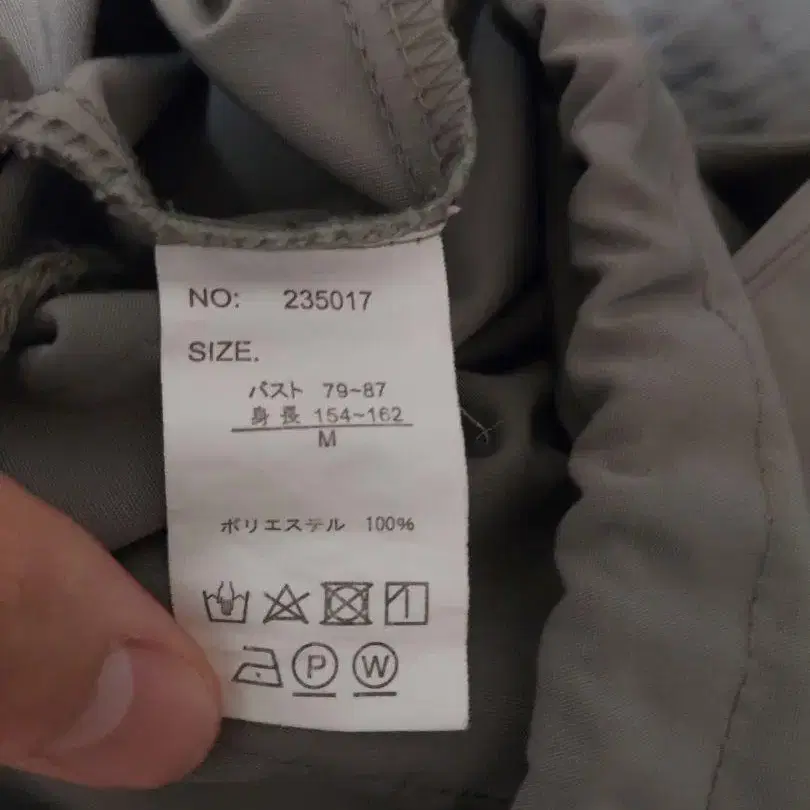 NO: 235017
SIZE.
バスト 79~87
身長 154~162
M
ポリエステル 100%
P W